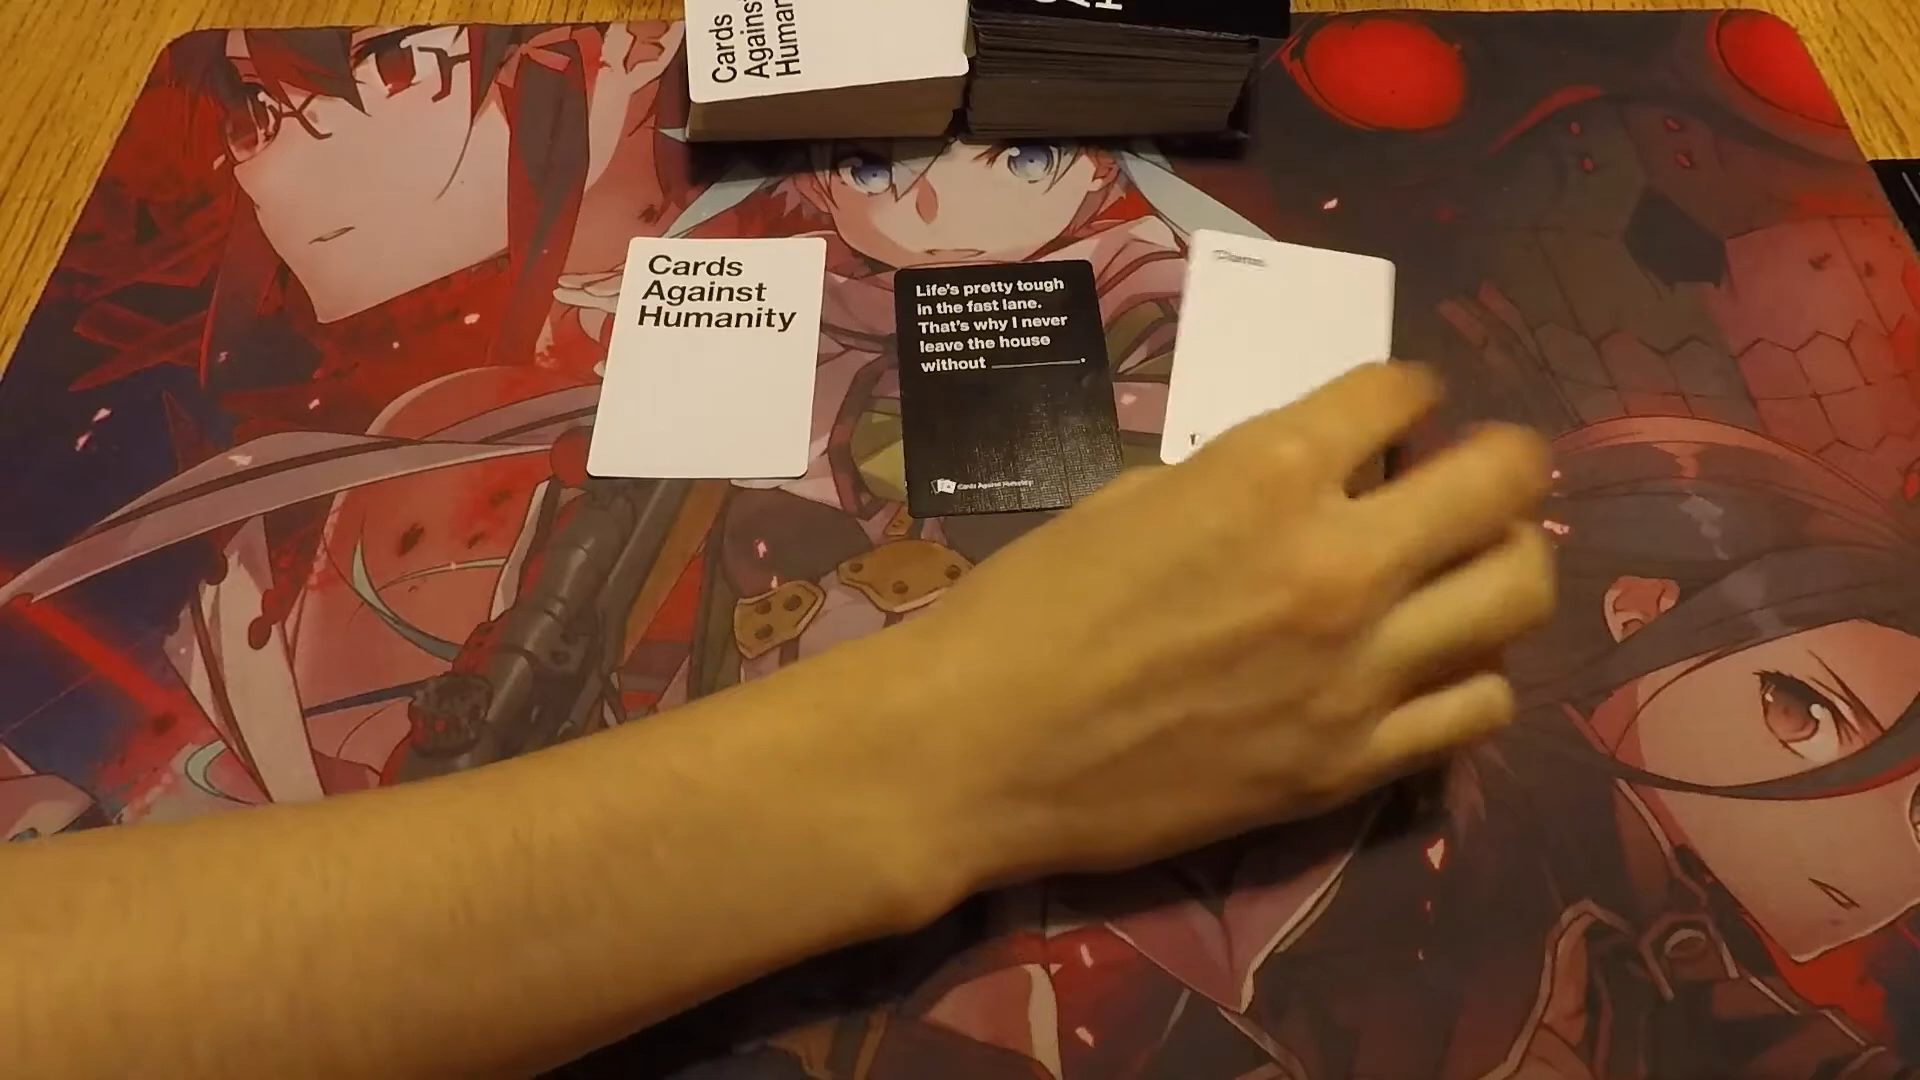 Cards
Against
Cards
Against
Humanity
Life's pretty tough
in the fast lane.
That's why I never
leave the house
without ________.
Cards Against Humanity